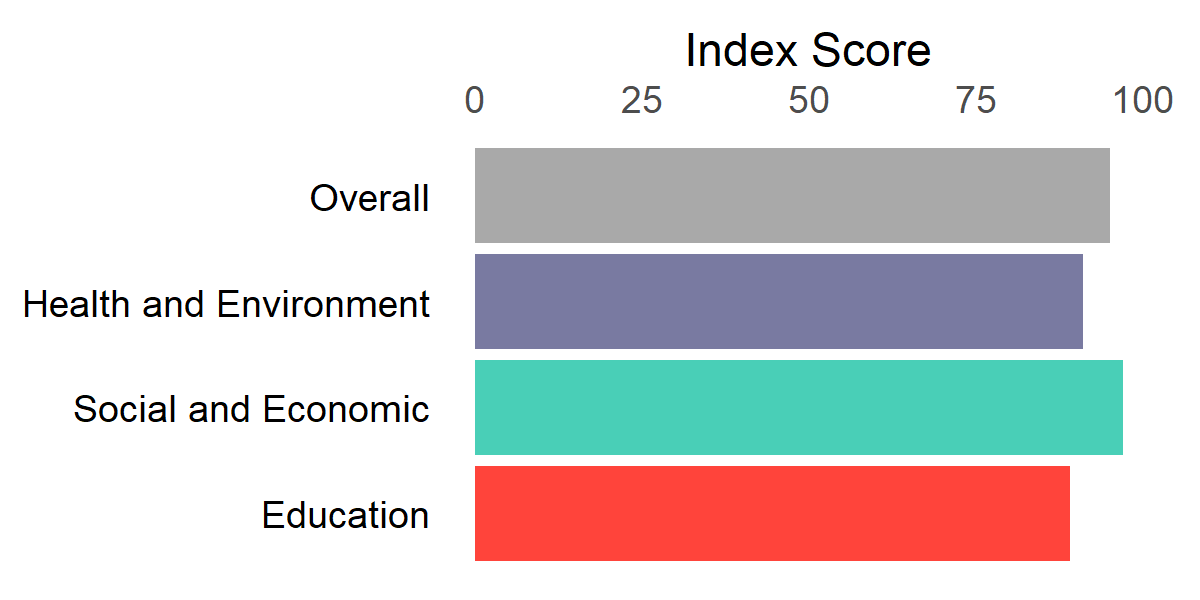 Index Score
0 25 50 75 100
Overall
Health and Environment
Social and Economic
Education